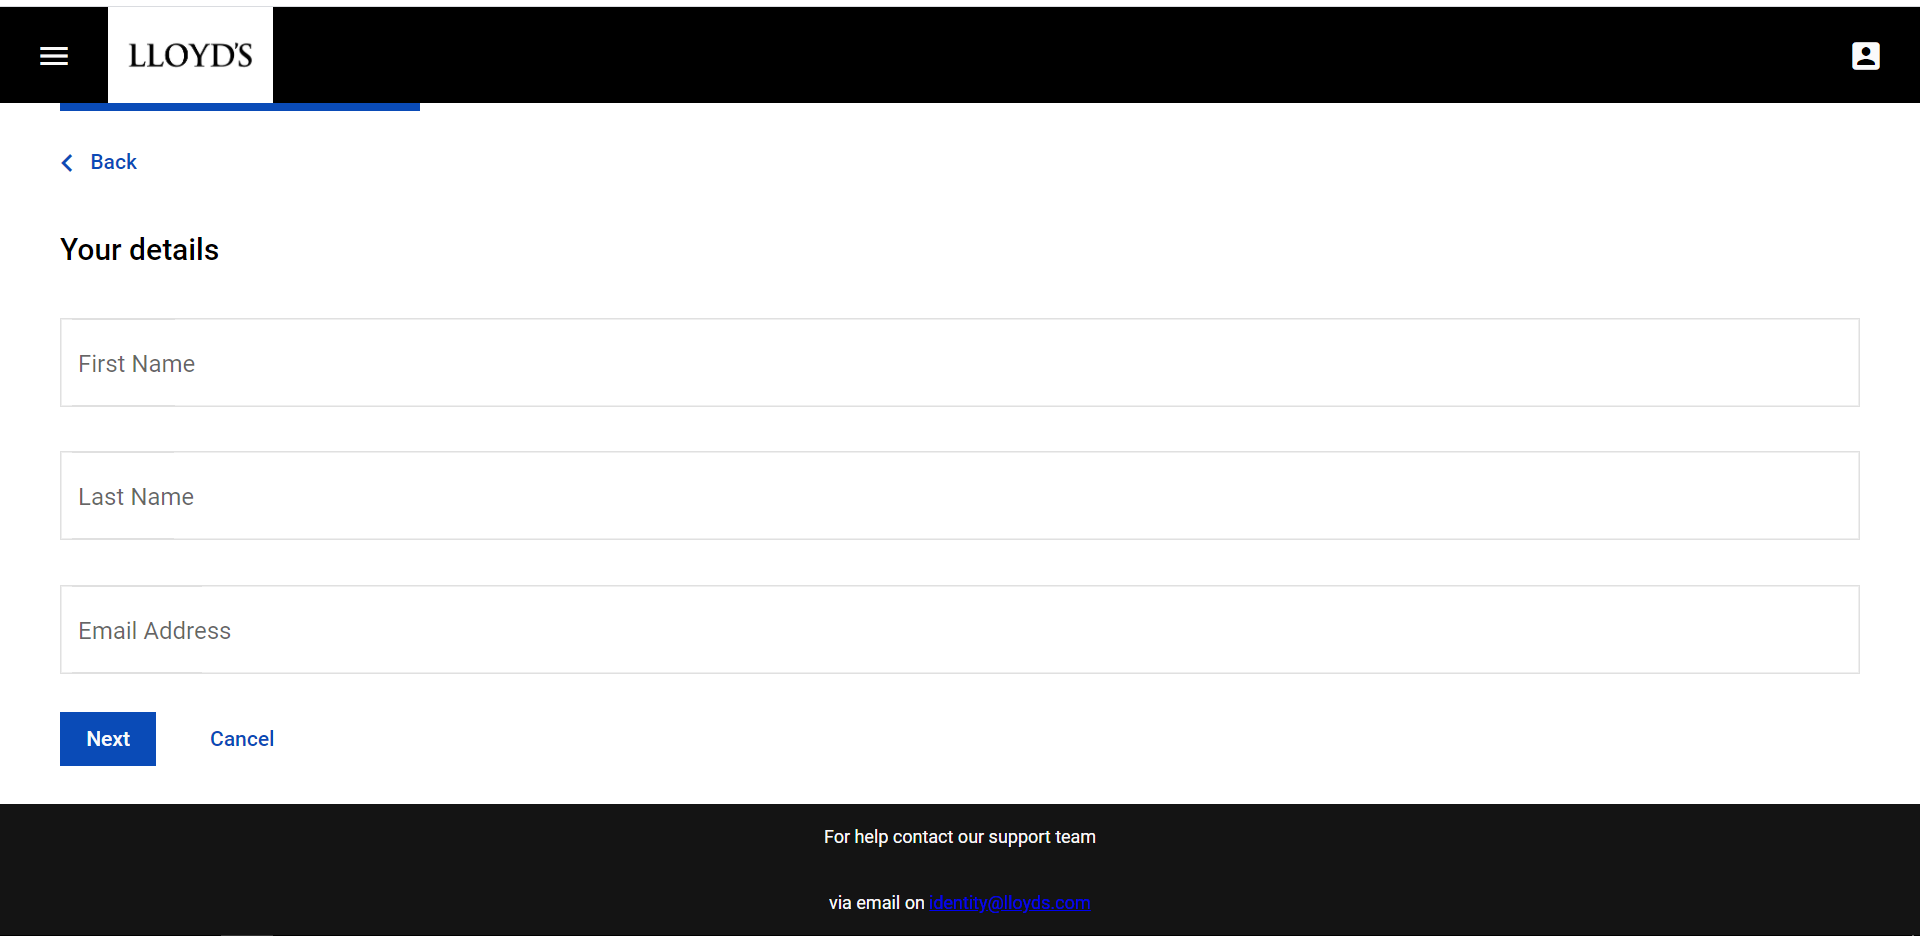 LLOYD'S
Back
Your details
First Name
Last Name
Email Address
Next Cancel
For help contact our support team
via email on identity@lloyds.com